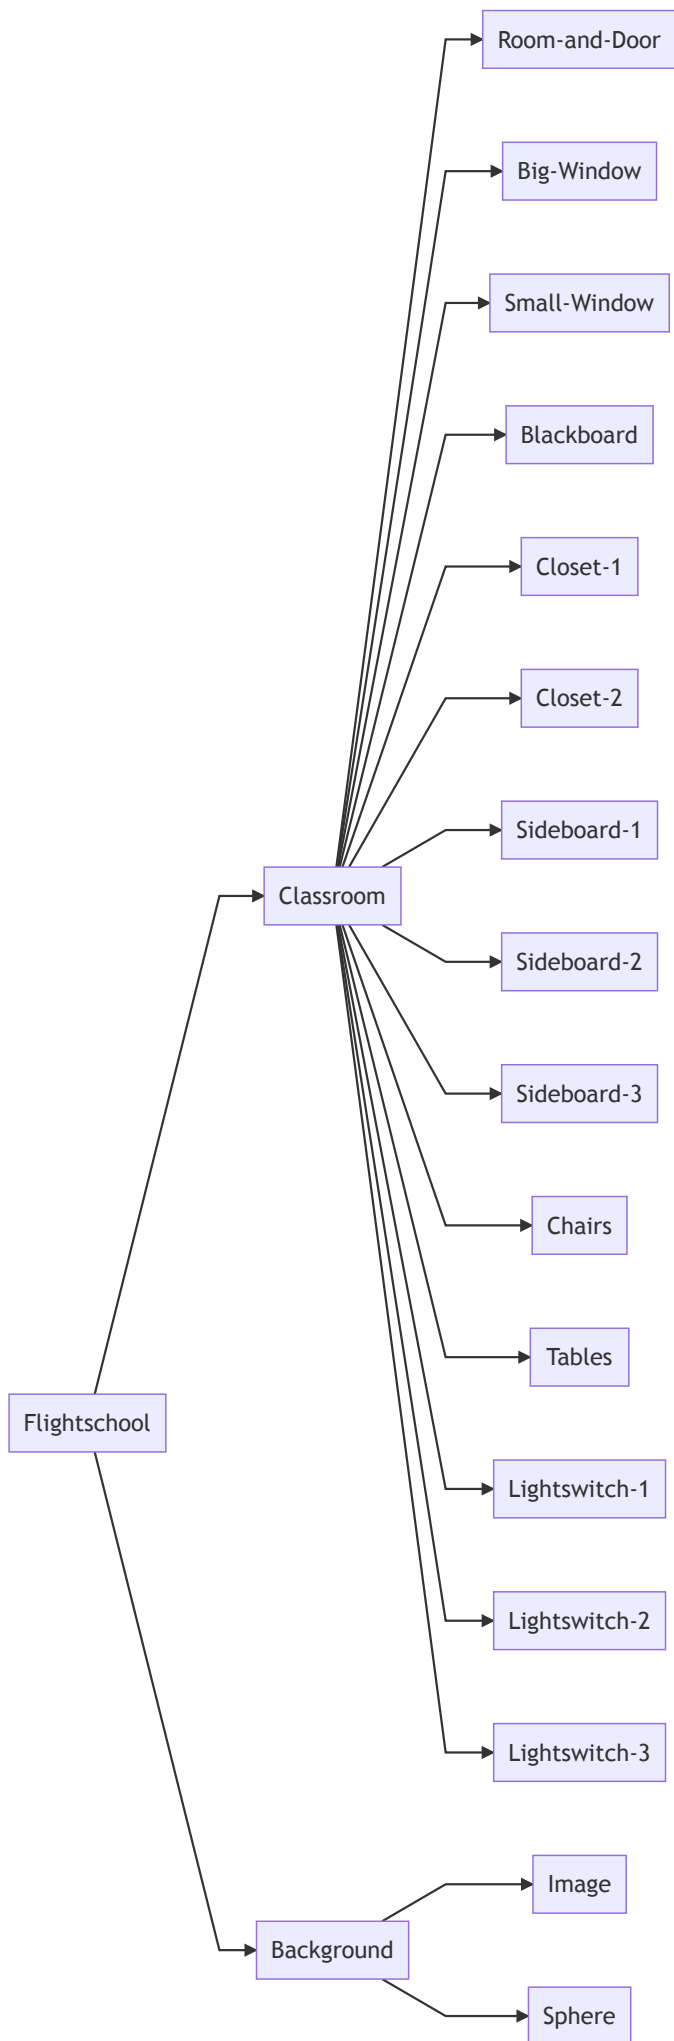 Room-and-Door
Big-Window
Small-Window
Blackboard
Closet-1
Closet-2
Sideboard-1
Classroom
Sideboard-2
Sideboard-3
Chairs
Tables
Flightschool
Lightswitch-1
Lightswitch-2
Lightswitch-3
Image
Background
Sphere